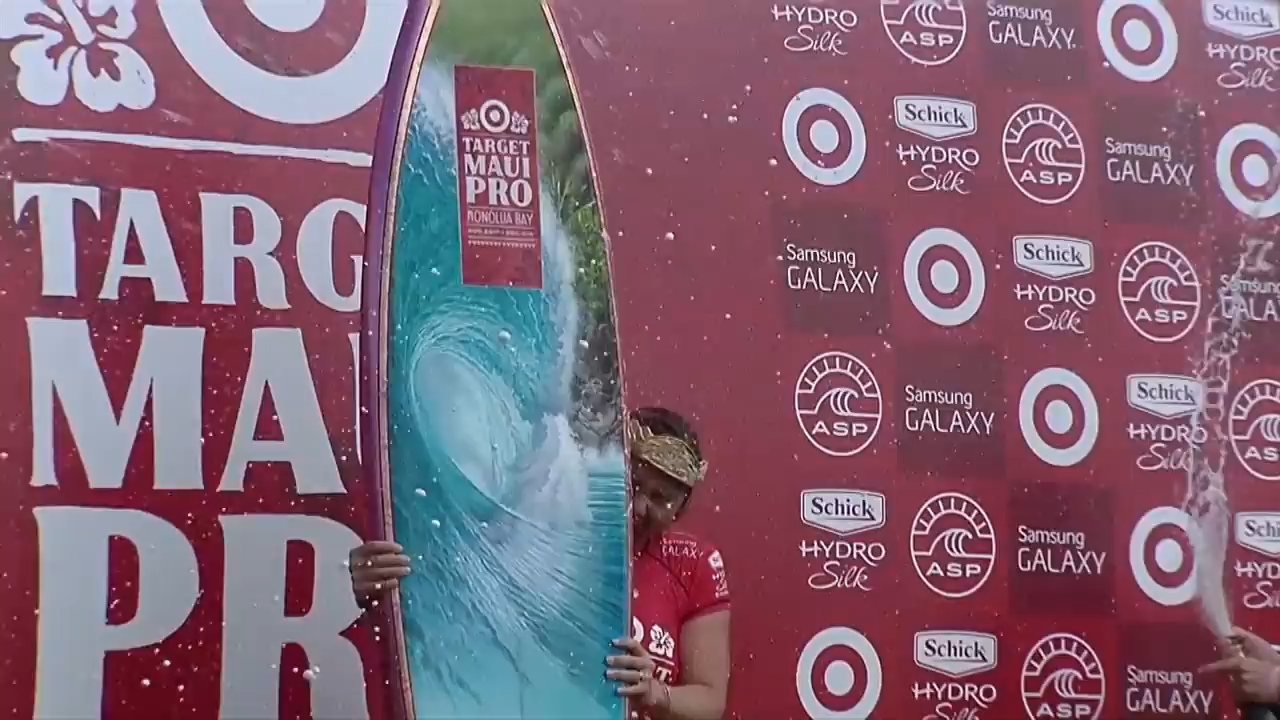 TARG
MA
PR
TARGET
MAUI
PRO
HONOLUA BAY
HYDRO
Silk
ASP
Samsung
GALAXY
Schick
HYDRO
Silk
Schick
HYDRO
Silk
ASP
Samsung
GALAXY
Samsung
GALAXY
Schick
HYDRO
Silk
ASP
Samsung
GALAXY
ASP
Samsung
GALAXY
Schick
HYDRO
Silk
ASP
Schick
HYDRO
Silk
ASP
Samsung
GALAXY
Schick
HYD
Schick
HYDRO
Silk
ASP
Samsung
GALAXY
Samsung
GALAXY